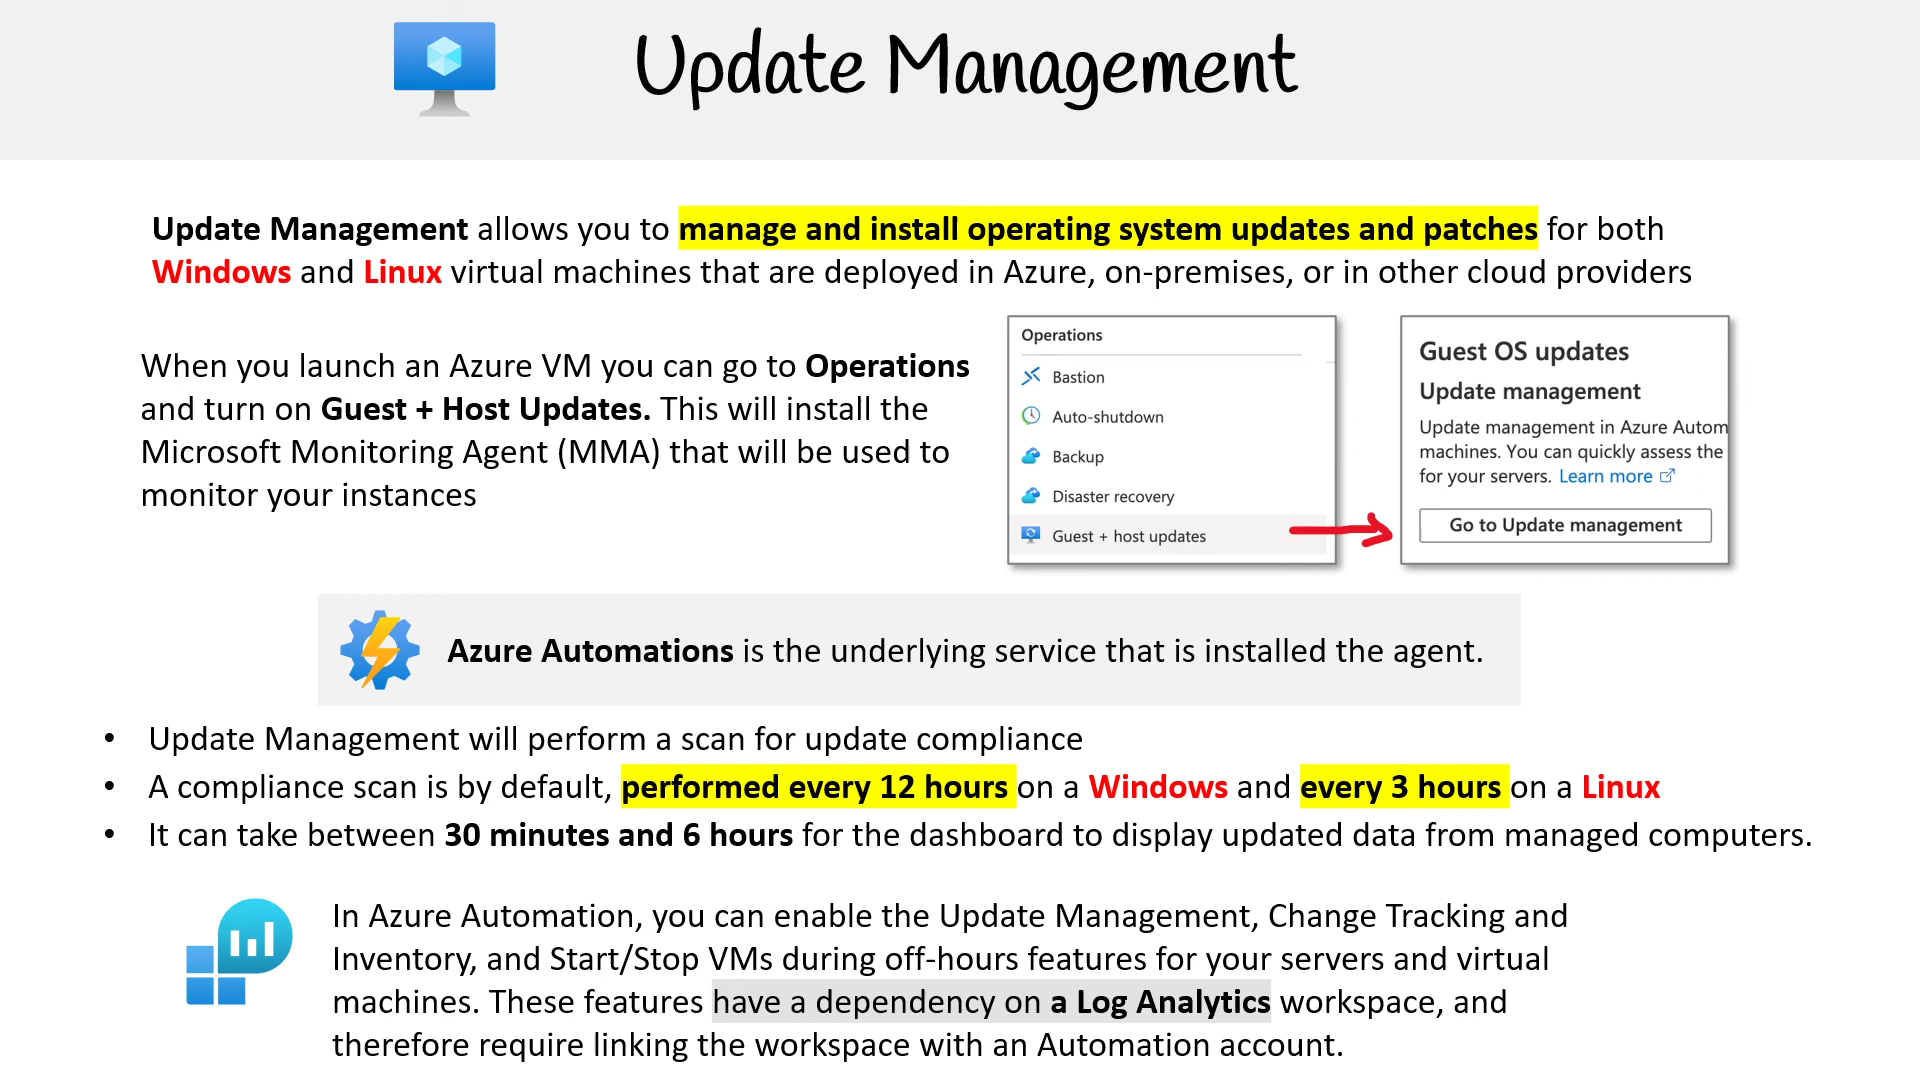 Update Management
Update Management allows you to manage and install operating system updates and patches for both
Windows and Linux virtual machines that are deployed in Azure, on-premises, or in other cloud providers
When you launch an Azure VM you can go to Operations
and turn on Guest + Host Updates. This will install the
Microsoft Monitoring Agent (MMA) that will be used to
monitor your instances
Operations
Bastion
Auto-shutdown
Backup
Disaster recovery
Guest + host updates
Guest OS updates
Update management
Update management in Azure Autom
machines. You can quickly assess the
for your servers. Learn more
Go to Update management
Azure Automations is the underlying service that is installed the agent.
• Update Management will perform a scan for update compliance
• A compliance scan is by default, performed every 12 hours on a Windows and every 3 hours on a Linux
• It can take between 30 minutes and 6 hours for the dashboard to display updated data from managed computers.
In Azure Automation, you can enable the Update Management, Change Tracking and
Inventory, and Start/Stop VMs during off-hours features for your servers and virtual
machines. These features have a dependency on a Log Analytics workspace, and
therefore require linking the workspace with an Automation account.